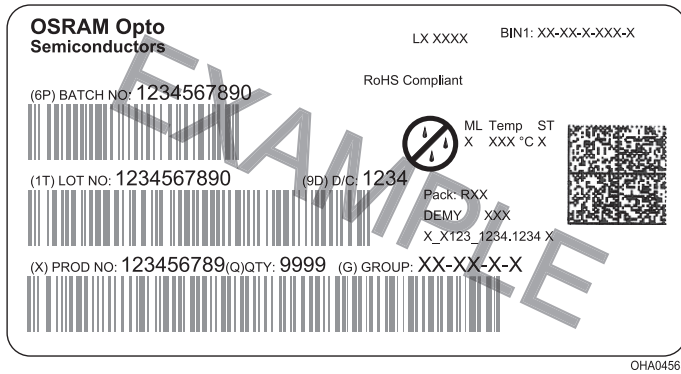 OSRAM Opto
Semiconductors
LX XXXX
BIN1: XX-XX-X-XXX-X
RoHS Compliant
(6P) BATCH NO: 1234567890
ML Temp ST
X XXX °C X
(1T) LOT NO: 1234567890
(9D) D/C: 1234
Pack: RXX
DEMY XXX
X_X123_1234.1234 X
(X) PROD NO: 123456789(Q)QTY: 9999 (G) GROUP: XX-XX-X-X
EXAMPLE
OHA04563